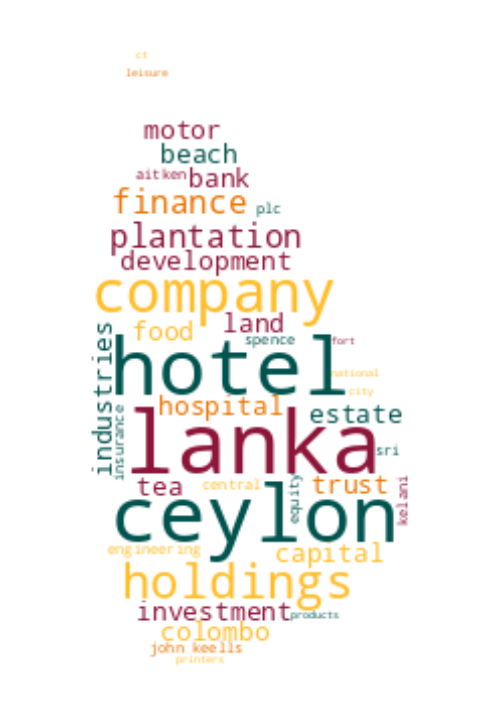 ct
leisure
motor
beach
aitken bank
finance plc
plantation
development
company
food land
spence fort
hotel
industries
national
city
hospital
insurance
estate
lanka
sri
tea central trust
equity
kelani
ceylon
engineering capital
holdings
investment products
colombo
john keells
printers